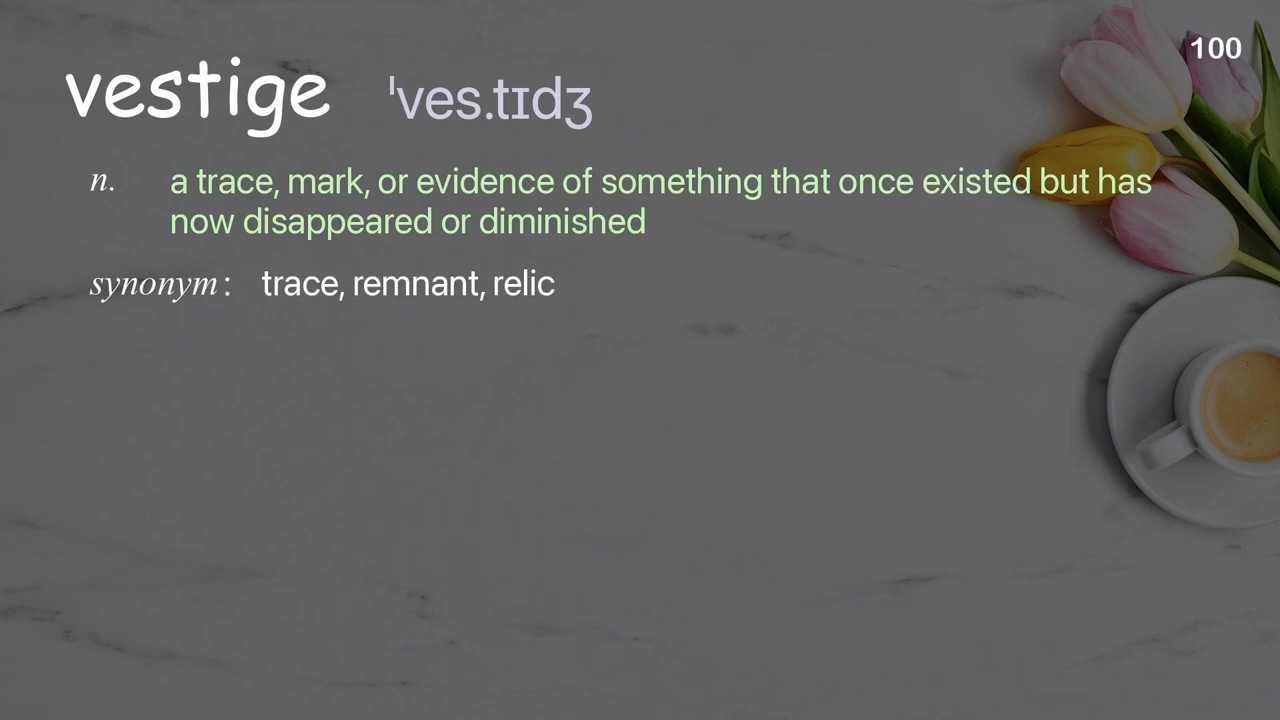 100
vestige ˈves.tɪdʒ
n. a trace, mark, or evidence of something that once existed but has
now disappeared or diminished
synonym: trace, remnant, relic